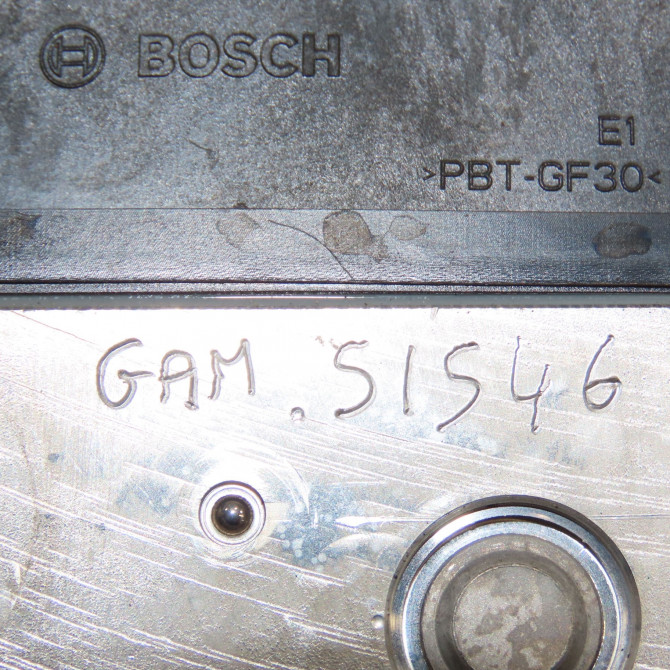 BOSCH
E1
>PBT-GF30<
GAM. 51546